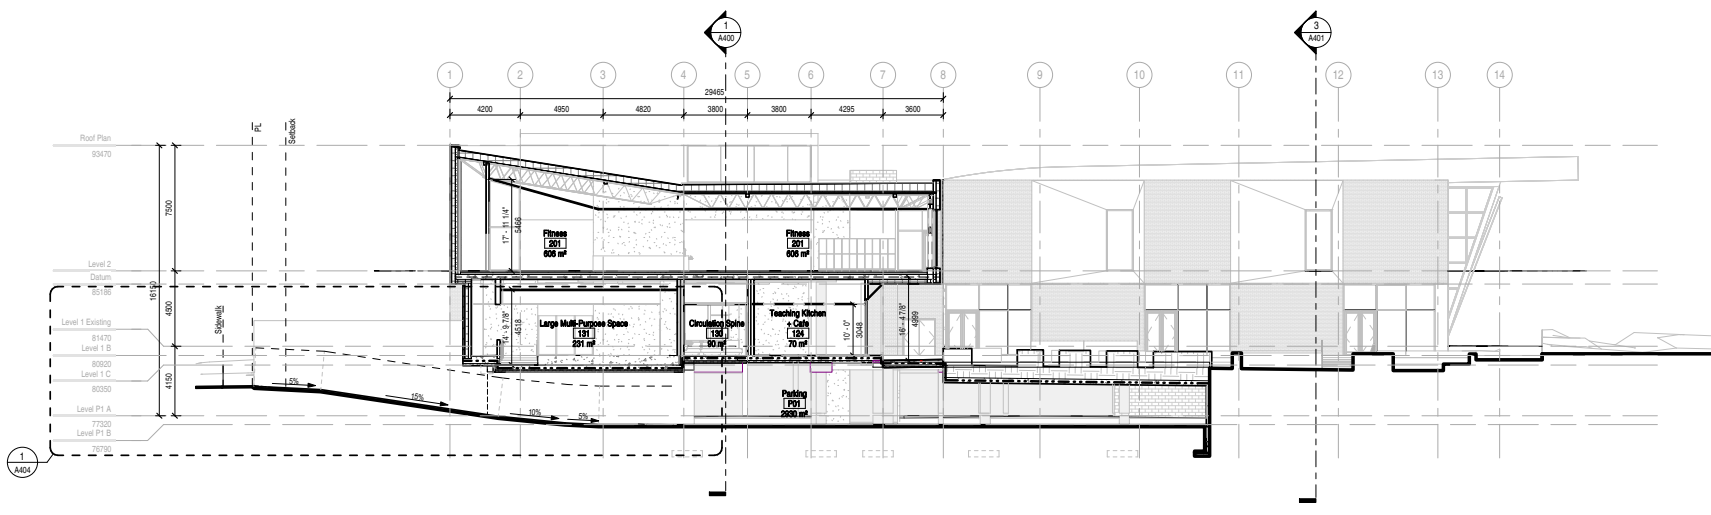 1
A400
3
A401
1
2
3
4
5
6
7
8
9
10
11
12
13
14
29465
4200
4950
4820
3800
3800
4295
3600
PL
Setback
Roof Plan
93470
7500
17' - 11 1/4"
5466
Fitness
201
606 m²
Fitness
201
606 m²
Level 2
Datum
85186
16150
4500
Sidewalk
Level 1 Existing
81470
Level 1 B
80920
Level 1 C
80350
4150
Level P1 A
77320
Level P1 B
76790
14' - 9 7/8"
4518
Large Multi-Purpose Space
131
231 m²
Circulation Spine
130
90 m²
Teaching Kitchen
+ Cafe
124
70 m²
10' - 0"
3048
16' - 4 7/8"
4999
5%
15%
10%
5%
Parking
P01
2930 m²
1
A404